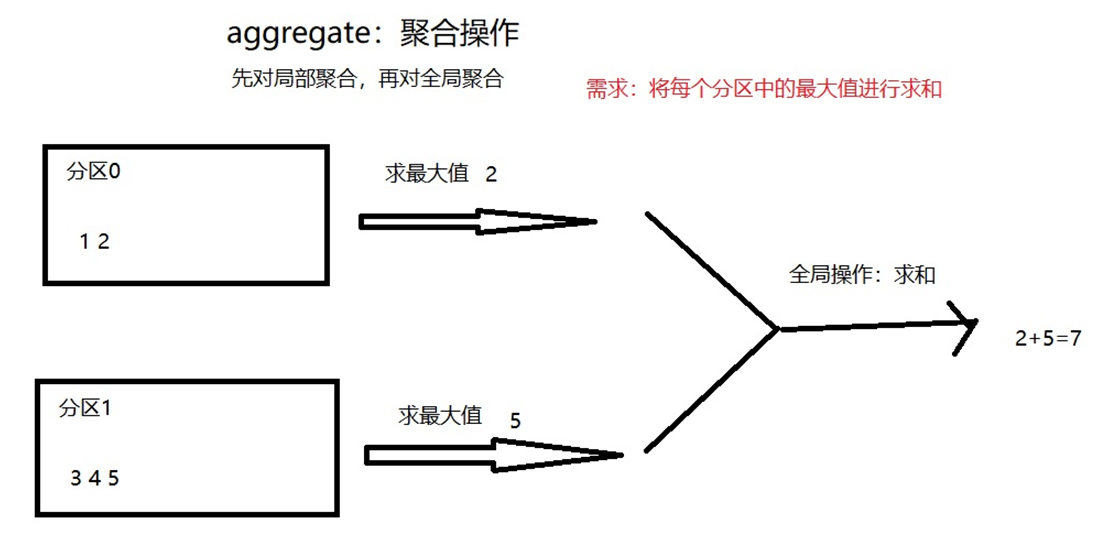 aggregate：聚合操作
先对局部聚合，再对全局聚合
需求：将每个分区中的最大值进行求和
分区0
1 2
求最大值 2
全局操作：求和
2+5=7
分区1
3 4 5
求最大值 5